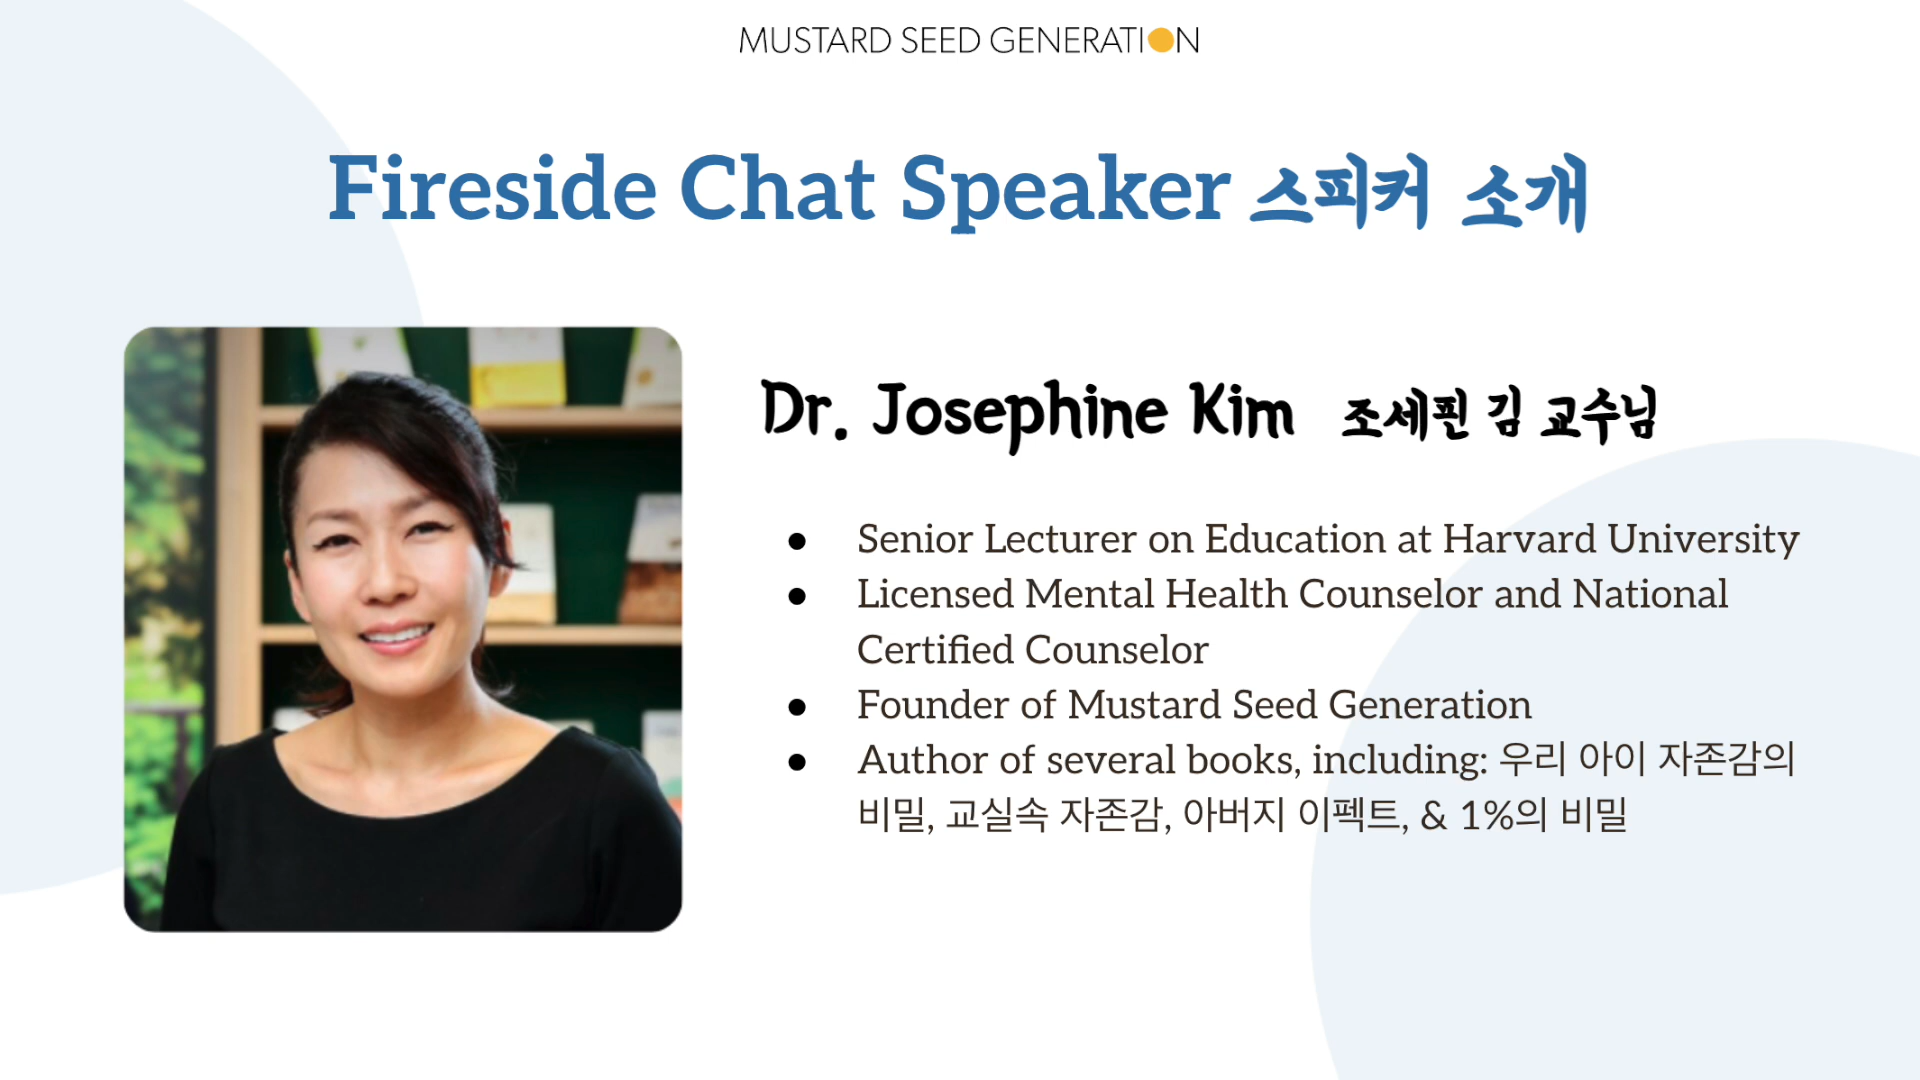 MUSTARD SEED GENERATION
Fireside Chat Speaker 스피커 소개
Dr. Josephine Kim 조세핀 김 교수님
● Senior Lecturer on Education at Harvard University
● Licensed Mental Health Counselor and National
Certified Counselor
● Founder of Mustard Seed Generation
● Author of several books, including: 우리 아이 자존감의
비밀, 교실속 자존감, 아버지 이펙트, & 1%의 비밀